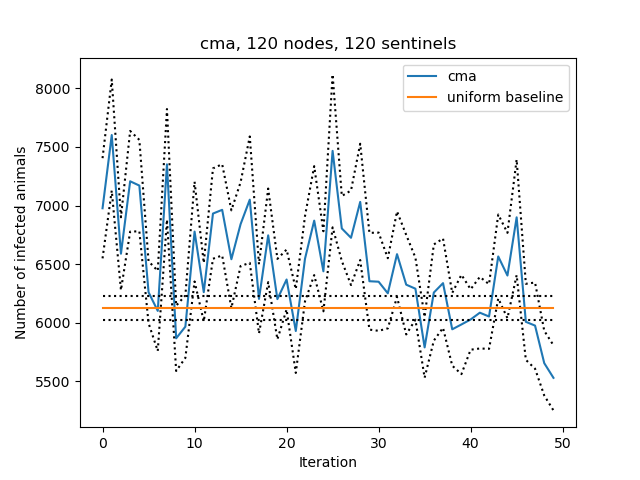 cma, 120 nodes, 120 sentinels
cma
uniform baseline
8000
7500
7000
6500
6000
5500
Number of infected animals
0 10 20 30 40 50
Iteration